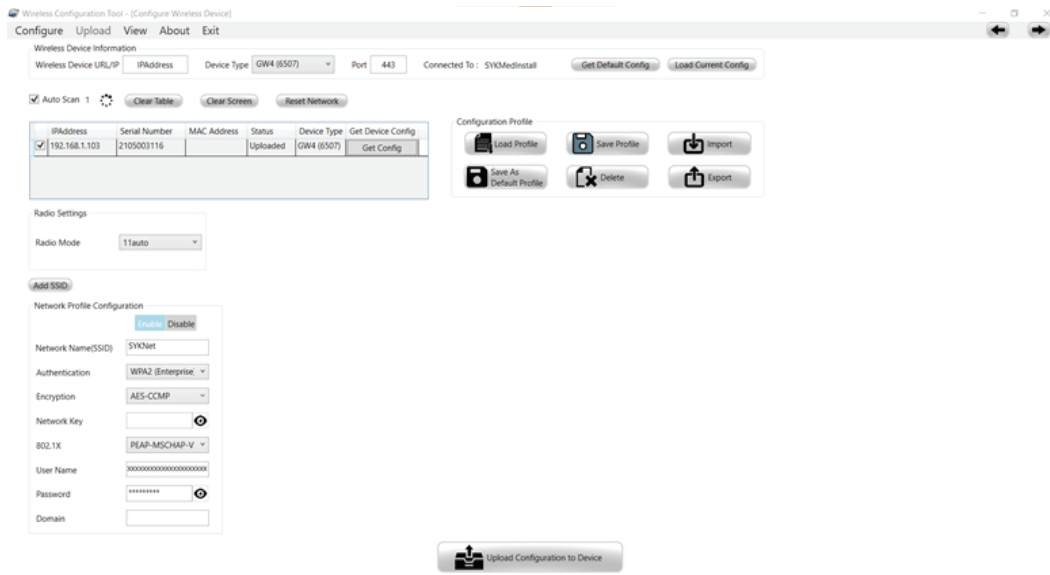 Wireless Configuration Tool - [Configure Wireless Device]
Configure Upload View About Exit
Wireless Device Information
Wireless Device URL/IP IPAddress Device Type GW4 (6507) Port 443 Connected To : SYKMedInstall Get Default Config Load Current Config
Auto Scan 1 Clear Table Clear Screen Reset Network
IPAddress Serial Number MAC Address Status Device Type Get Device Config
192.168.1.103 2105003116 Uploaded GW4 (6507) Get Config
Configuration Profile
Load Profile Save Profile Import
Save As
Default Profile Delete Export
Radio Settings
Radio Mode 11auto
Add SSID
Network Profile Configuration
Enable Disable
Network Name(SSID) SYKNet
Authentication WPA2 (Enterprise
Encryption AES-CCMP
Network Key
802.1X PEAP-MSCHAP-V
User Name
Password *********
Domain
Upload Configuration to Device